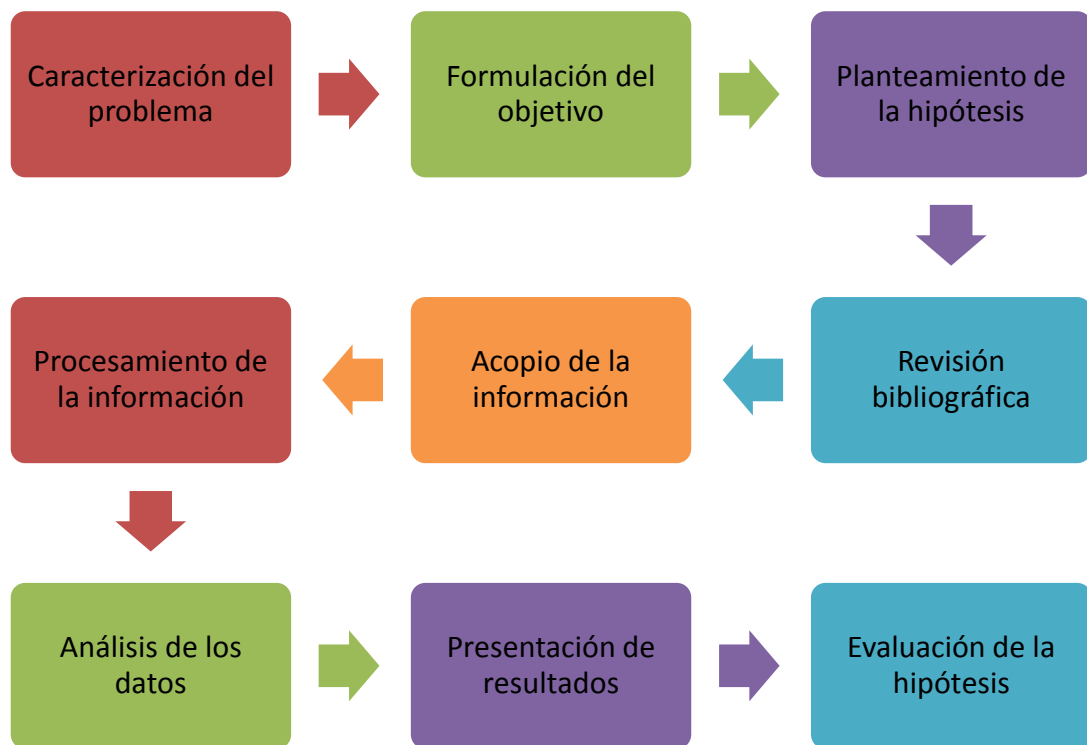 Caracterización del
problema
Formulación del
objetivo
Planteamiento de
la hipótesis
Revisión
bibliográfica
Acopio de la
información
Procesamiento de
la información
Análisis de los
datos
Presentación de
resultados
Evaluación de la
hipótesis